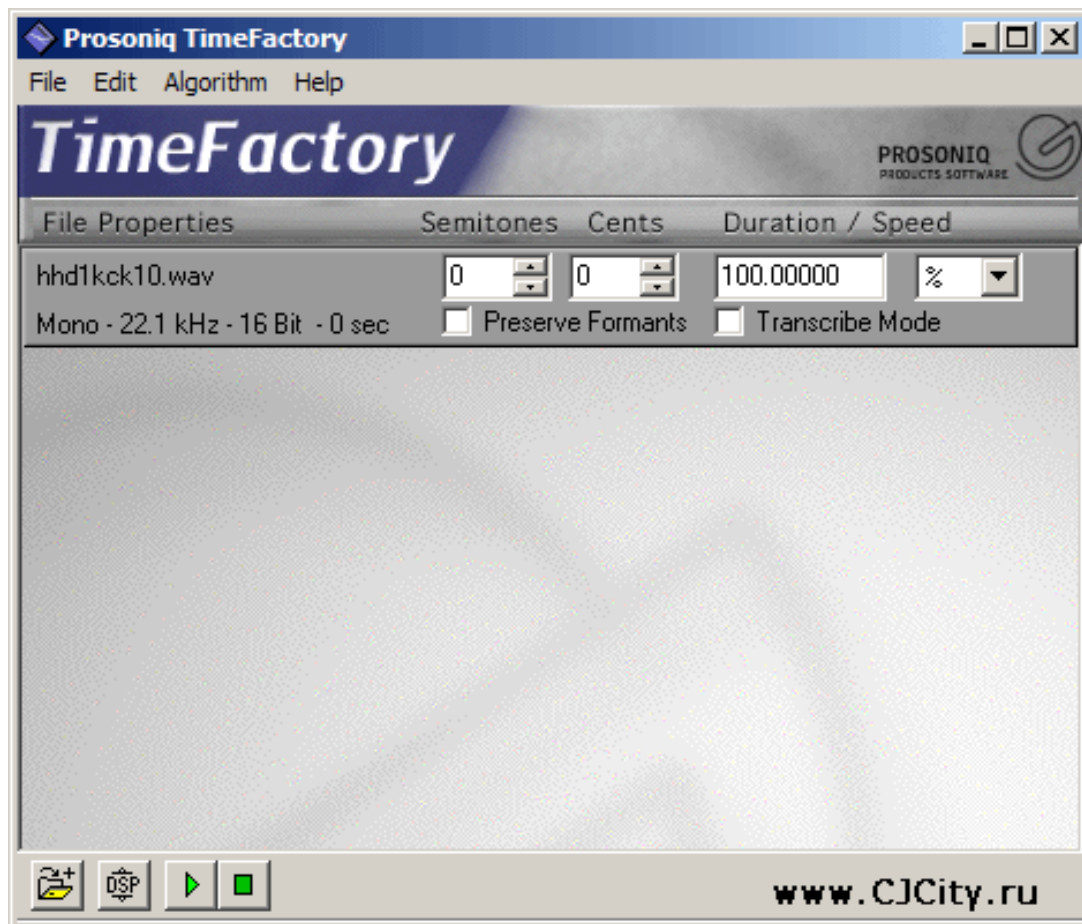 Prosoniq TimeFactory
File Edit Algorithm Help
TimeFactory
PROSONIQ
PRODUCTS SOFTWARE
File Properties Semitones Cents Duration / Speed
hhd1kck10.wav 0 0 100.00000 %
Mono - 22.1 kHz - 16 Bit - 0 sec Preserve Formants Transcribe Mode
DSP
www.CJCity.ru